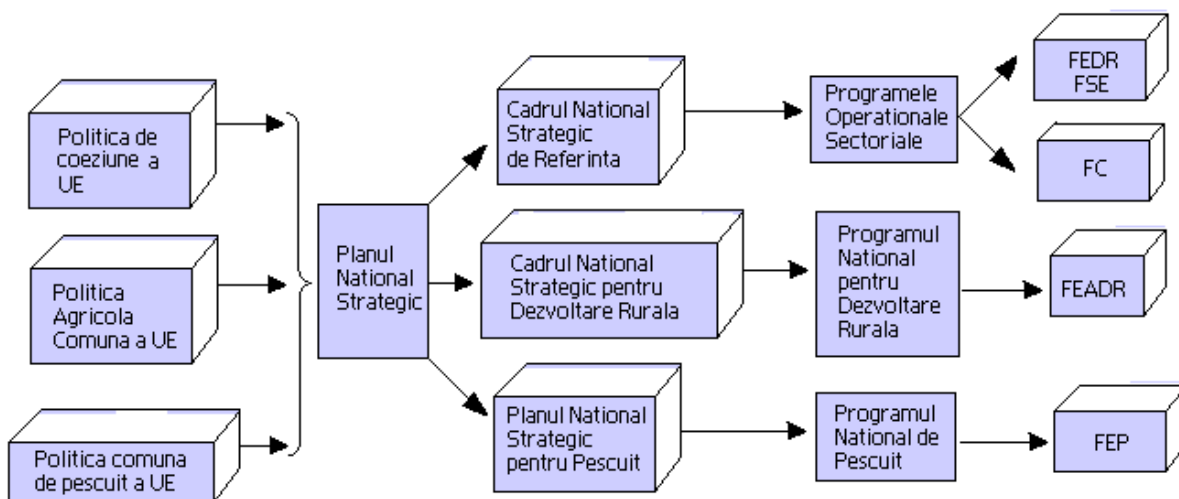 Politica de
coeziune a
UE
Politica
Agricola
Comuna a UE
Politica comuna
de pescuit a UE
Planul
National
Strategic
Cadrul National
Strategic
de Referinta
Cadrul National
Strategic pentru
Dezvoltare Rurala
Planul National
Strategic
pentru Pescuit
Programele
Operationale
Sectoriale
Programul
National
pentru
Dezvoltare
Rurala
Programul
National de
Pescuit
FEDR
FSE
FC
FEADR
FEP